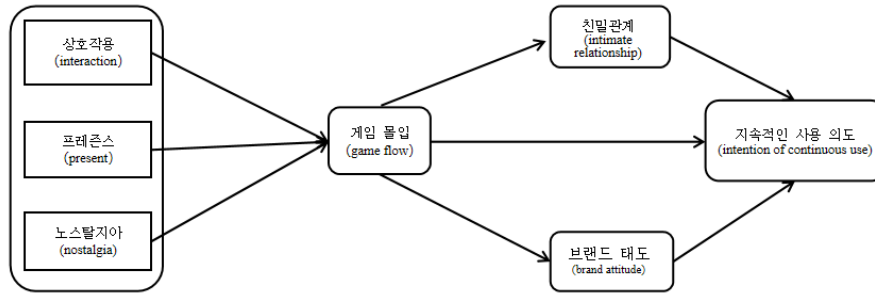 상호작용
(interaction)
프레즌스
(present)
노스탈지아
(nostalgia)
게임 몰입
(game flow)
친밀관계
(intimate
relationship)
브랜드 태도
(brand attitude)
지속적인 사용 의도
(intention of continuous use)